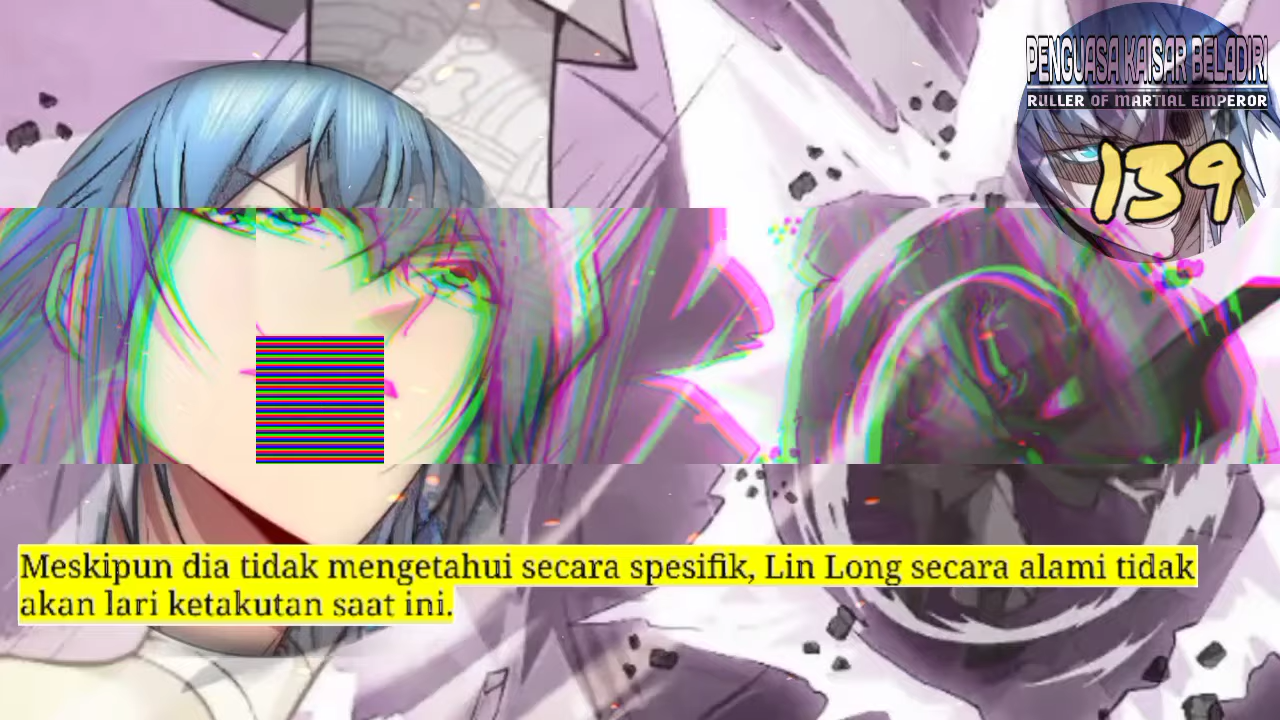 PENGUASA KAISAR BELADIRI
RULLER OF MARTIAL EMPEROR
139
Meskipun dia tidak mengetahui secara spesifik, Lin Long secara alami tidak
akan lari ketakutan saat ini.